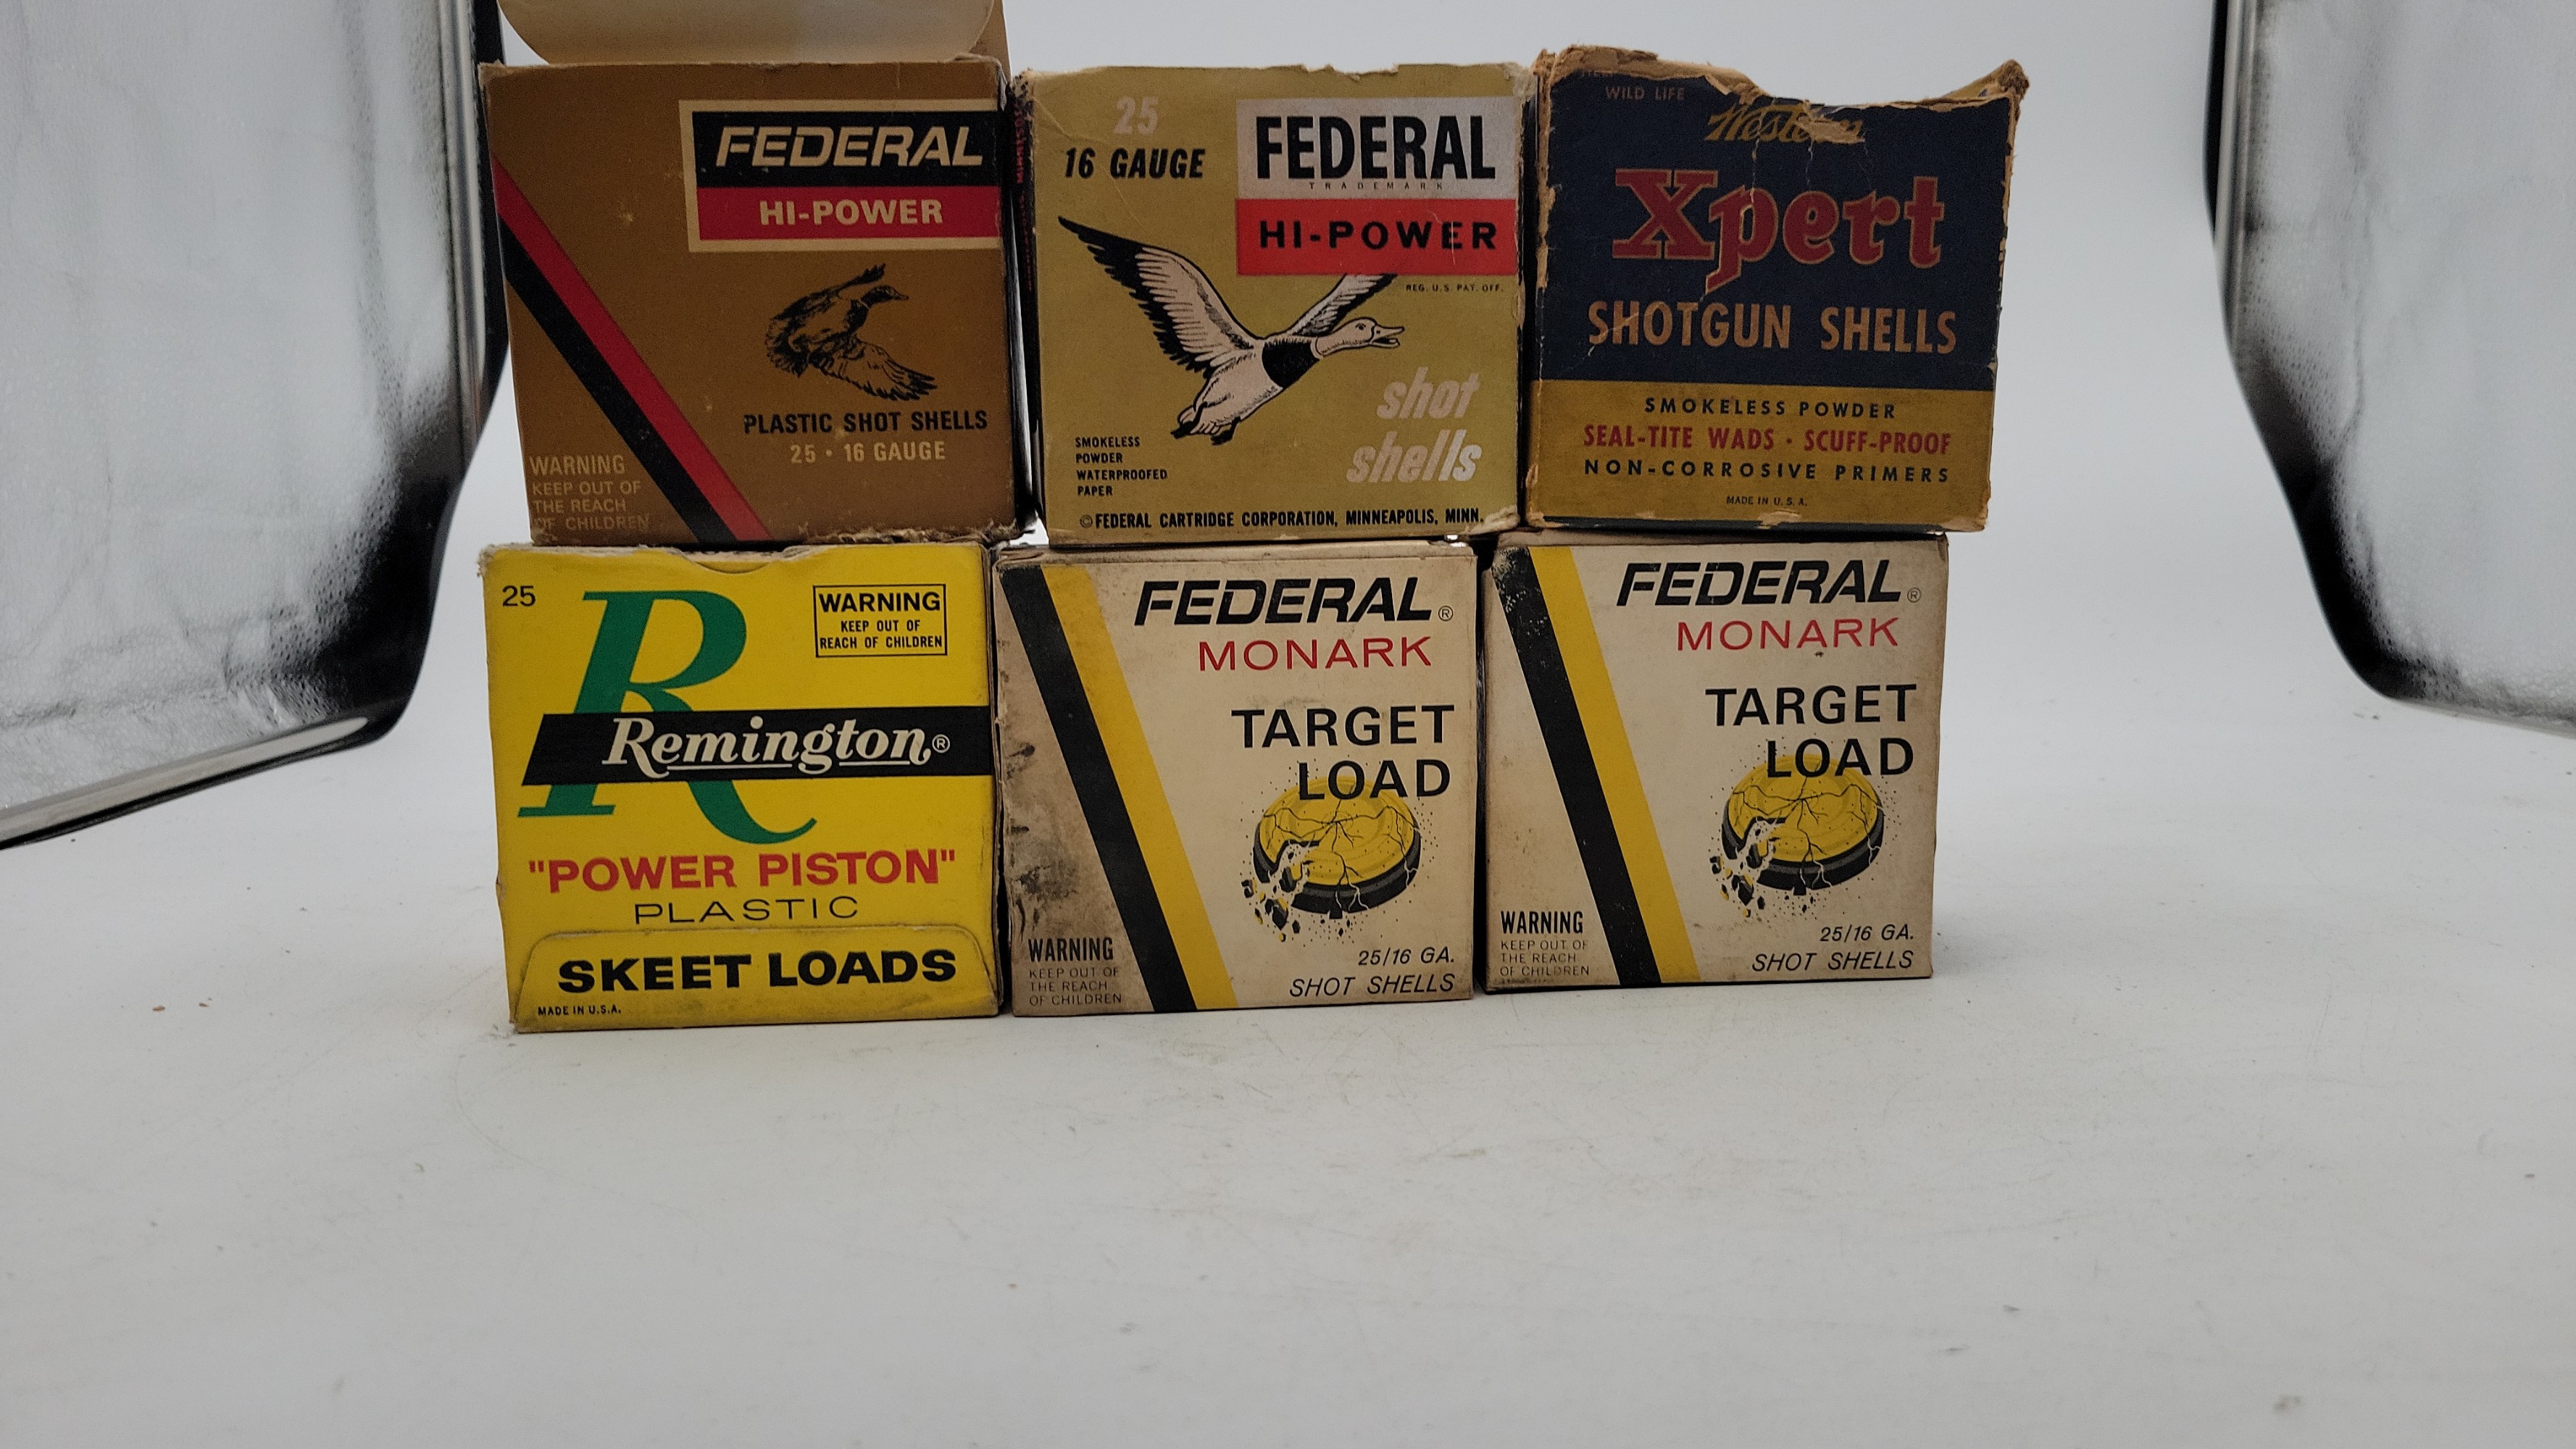 FEDERAL
HI-POWER
PLASTIC SHOT SHELLS
25 • 16 GAUGE
WARNING
KEEP OUT OF
THE REACH
OF CHILDREN
25
16 GAUGE
FEDERAL
TRADEMARK
HI-POWER
REG. U.S. PAT. OFF.
shot
shells
SMOKELESS
POWDER
WATERPROOFED
PAPER
© FEDERAL CARTRIDGE CORPORATION, MINNEAPOLIS, MINN.
WILD LIFE
Western
Xpert
SHOTGUN SHELLS
SMOKELESS POWDER
SEAL-TITE WADS • SCUFF-PROOF
NON-CORROSIVE PRIMERS
MADE IN U.S.A.
25
R
WARNING
KEEP OUT OF
REACH OF CHILDREN
Remington®
"POWER PISTON"
PLASTIC
SKEET LOADS
MADE IN U.S.A.
FEDERAL®
MONARK
TARGET
LOAD
WARNING
KEEP OUT OF
THE REACH
OF CHILDREN
25/16 GA.
SHOT SHELLS
FEDERAL®
MONARK
TARGET
LOAD
WARNING
KEEP OUT OF
THE REACH
OF CHILDREN
25/16 GA.
SHOT SHELLS